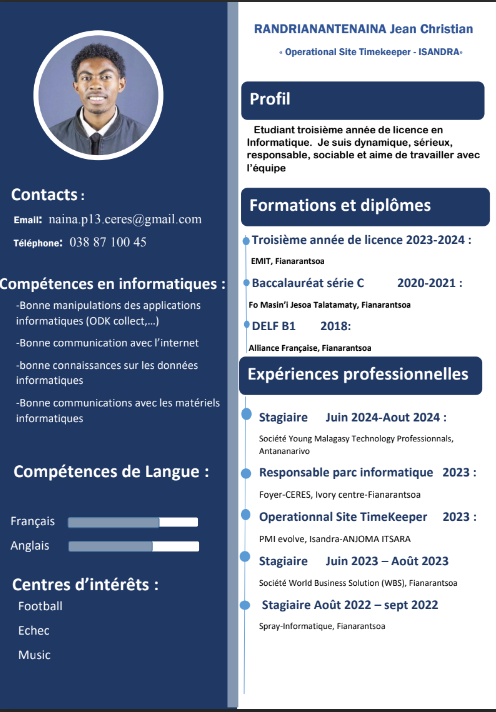 RANDRIANANTENAINA Jean Christian
- Operational Site Timekeeper - ISANDRA-
Contacts :
Email: naina.p13.ceres@gmail.com
Téléphone: 038 87 100 45
Compétences en informatiques :
-Bonne manipulations des applications
informatiques (ODK collect,...)
-Bonne communication avec l'internet
-bonne connaissances sur les données
informatiques
-Bonne communications avec les matériels
informatiques
Compétences de Langue :
Français
Anglais
Centres d'intérêts :
Football
Echec
Music
Profil
Etudiant troisième année de licence en
Informatique. Je suis dynamique, sérieux,
responsable, sociable et aime de travailler avec
l'équipe
Formations et diplômes
Troisième année de licence 2023-2024 :
EMIT, Fianarantsoa
Baccalauréat série C 2020-2021 :
Fo Masin'i Jesoa Talatamaty, Fianarantsoa
DELF B1 2018:
Alliance Française, Fianarantsoa
Expériences professionnelles
Stagiaire Juin 2024-Aout 2024 :
Société Young Malagasy Technology Professionnals,
Antananarivo
Responsable parc informatique 2023 :
Foyer-CERES, Ivory centre-Fianarantsoa
Operationnal Site TimeKeeper 2023 :
PMI evolve, Isandra-ANJOMA ITSARA
Stagiaire Juin 2023 – Août 2023
Société World Business Solution (WBS), Fianarantsoa
Stagiaire Août 2022 – sept 2022
Spray-Informatique, Fianarantsoa